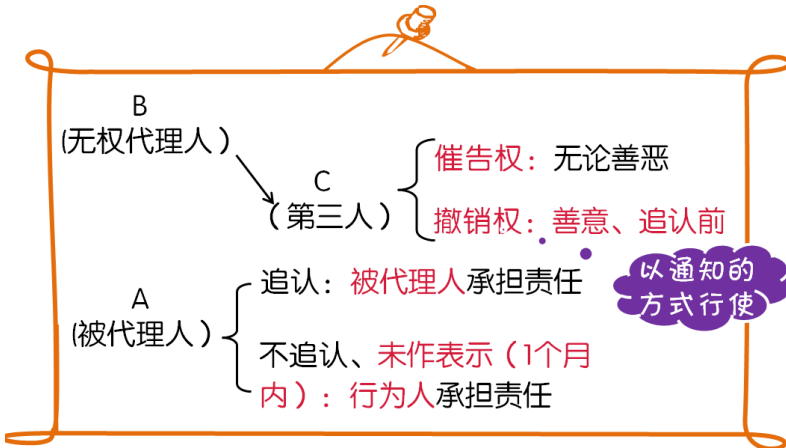 B
(无权代理人）
C
（第三人）
催告权：无论善恶
撤销权：善意、追认前
以通知的
方式行使
A
(被代理人）
追认：被代理人承担责任
不追认、未作表示（1个月
内）：行为人承担责任